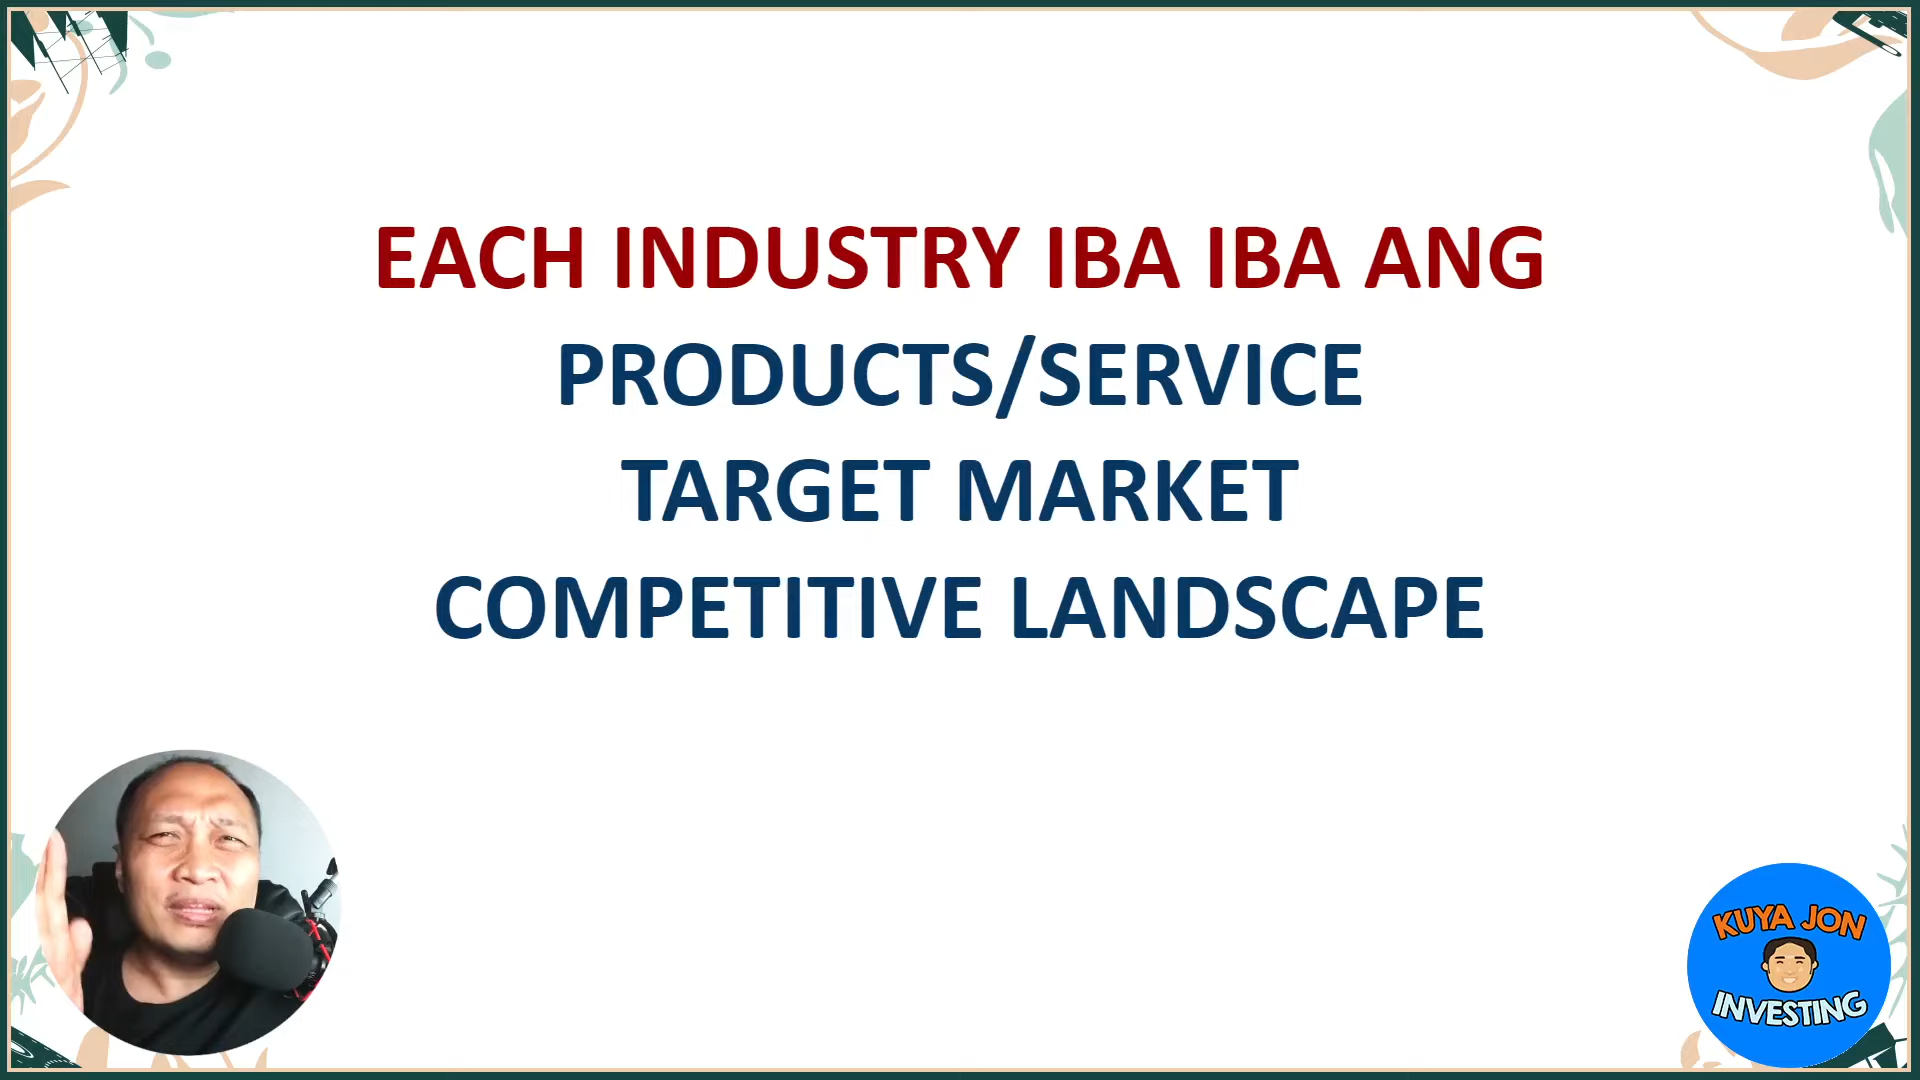 EACH INDUSTRY IBA IBA ANG
PRODUCTS/SERVICE
TARGET MARKET
COMPETITIVE LANDSCAPE
KUYA JON
INVESTING